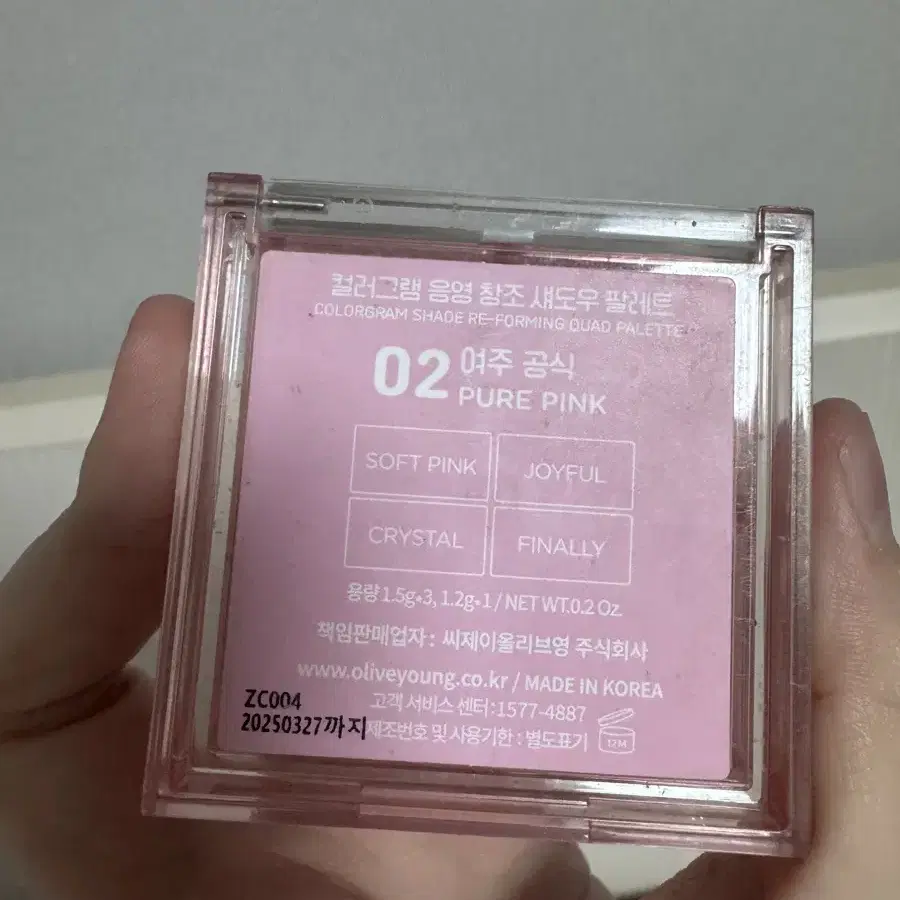 컬러그램 음영 창조 섀도우 팔레트
COLORGRAM SHADE RE-FORMING QUAD PALETTE
02 여주 공식
PURE PINK
SOFT PINK
JOYFUL
CRYSTAL
FINALLY
용량 1.5g*3, 1.2g*1 / NET WT. 0.2 Oz.
책임판매업자 : 씨제이올리브영 주식회사
www.oliveyoung.co.kr / MADE IN KOREA
고객 서비스 센터 : 1577-4887
제조번호 및 사용기한 : 별도표기
12M
ZC004
20250327까지